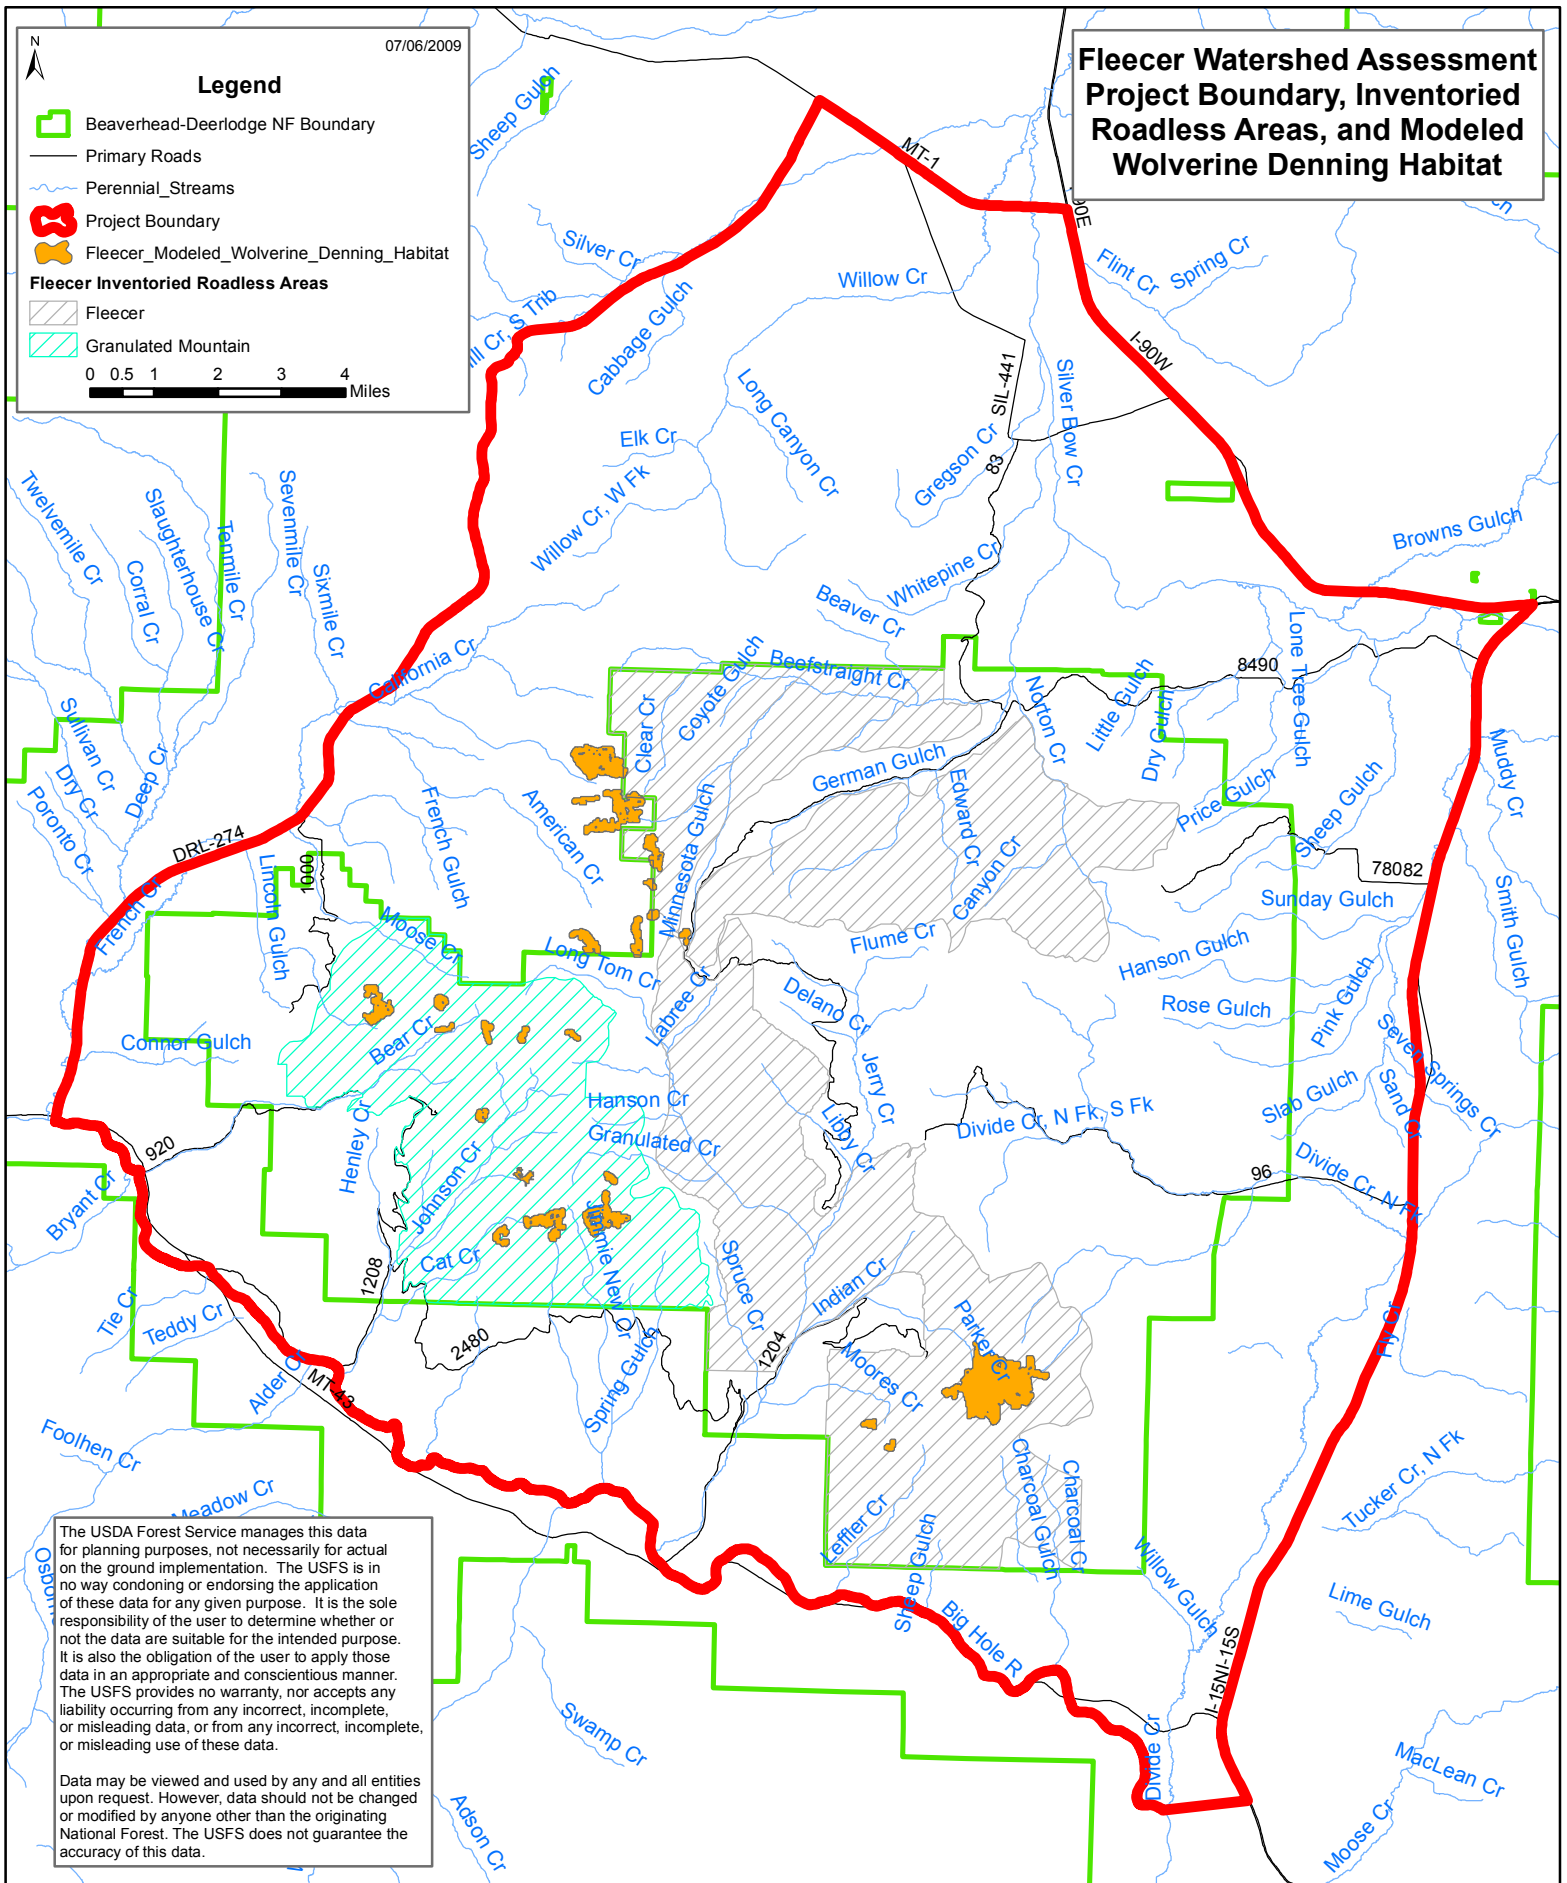 N
07/06/2009
Legend
Beaverhead-Deerlodge NF Boundary
Primary Roads
Perennial_Streams
Project Boundary
Fleecer_Modeled_Wolverine_Denning_Habitat
Fleecer Inventoried Roadless Areas
Fleecer
Granulated Mountain
0 0.5 1 2 3 4
Miles
Fleecer Watershed Assessment
Project Boundary, Inventoried
Roadless Areas, and Modeled
Wolverine Denning Habitat
Sheep Gulch
MT-1
90E
Silver Cr
Willow Cr
Flint Cr
Spring Cr
ill Cr, S Trib
Cabbage Gulch
I-90W
SIL-441
Silver Bow Cr
Long Canyon Cr
Elk Cr
Gregson Cr
83
Willow Cr, W Fk
Twelvemile Cr
Slaughterhouse Cr
Tenmile Cr
Sevenmile Cr
Corral Cr
Sixmile Cr
Browns Gulch
Whitepine Cr
Beaver Cr
Lone Tree Gulch
California Cr
Beefstraight Cr
Coyote Gulch
Clear Cr
8490
Little Gulch
Norton Cr
Dry Gulch
Sullivan Cr
Dry Cr
Deep Cr
Poronto Cr
Muddy Cr
German Gulch
Edward Cr
Price Gulch
Sheep Gulch
French Gulch
American Cr
Minnesota Gulch
DRL-274
1000
Lincoln Gulch
Canyon Cr
78082
Sunday Gulch
Smith Gulch
French Cr
Moose Cr
Long Tom Cr
Flume Cr
Hanson Gulch
Labree Cr
Delano Cr
Rose Gulch
Pink Gulch
Connor Gulch
Bear Cr
Jerry Cr
Seven Springs Cr
Hanson Cr
Slab Gulch
Sand Cr
Henley Cr
Granulated Cr
Libby Cr
Divide Cr, N Fk, S Fk
920
Johnson Cr
96
Divide Cr, N Fk
Bryant Cr
Jimmie New Cr
Cat Cr
1208
Spruce Cr
Indian Cr
Tie Cr
Teddy Cr
2480
Spring Gulch
1204
Parker Cr
Fly Cr
Moores Cr
Alder Cr
MT-43
Foolhen Cr
Charcoal Gulch
Charcoal Cr
Tucker Cr, N Fk
Meadow Cr
Leffler Cr
Sheep Gulch
Willow Gulch
Lime Gulch
Big Hole R
I-15NI-15S
Swamp Cr
Divide Cr
MacLean Cr
Moose Cr
Adson Cr
The USDA Forest Service manages this data
for planning purposes, not necessarily for actual
on the ground implementation. The USFS is in
no way condoning or endorsing the application
of these data for any given purpose. It is the sole
responsibility of the user to determine whether or
not the data are suitable for the intended purpose.
It is also the obligation of the user to apply those
data in an appropriate and conscientious manner.
The USFS provides no warranty, nor accepts any
liability occurring from any incorrect, incomplete,
or misleading data, or from any incorrect, incomplete,
or misleading use of these data.
Data may be viewed and used by any and all entities
upon request. However, data should not be changed
or modified by anyone other than the originating
National Forest. The USFS does not guarantee the
accuracy of this data.